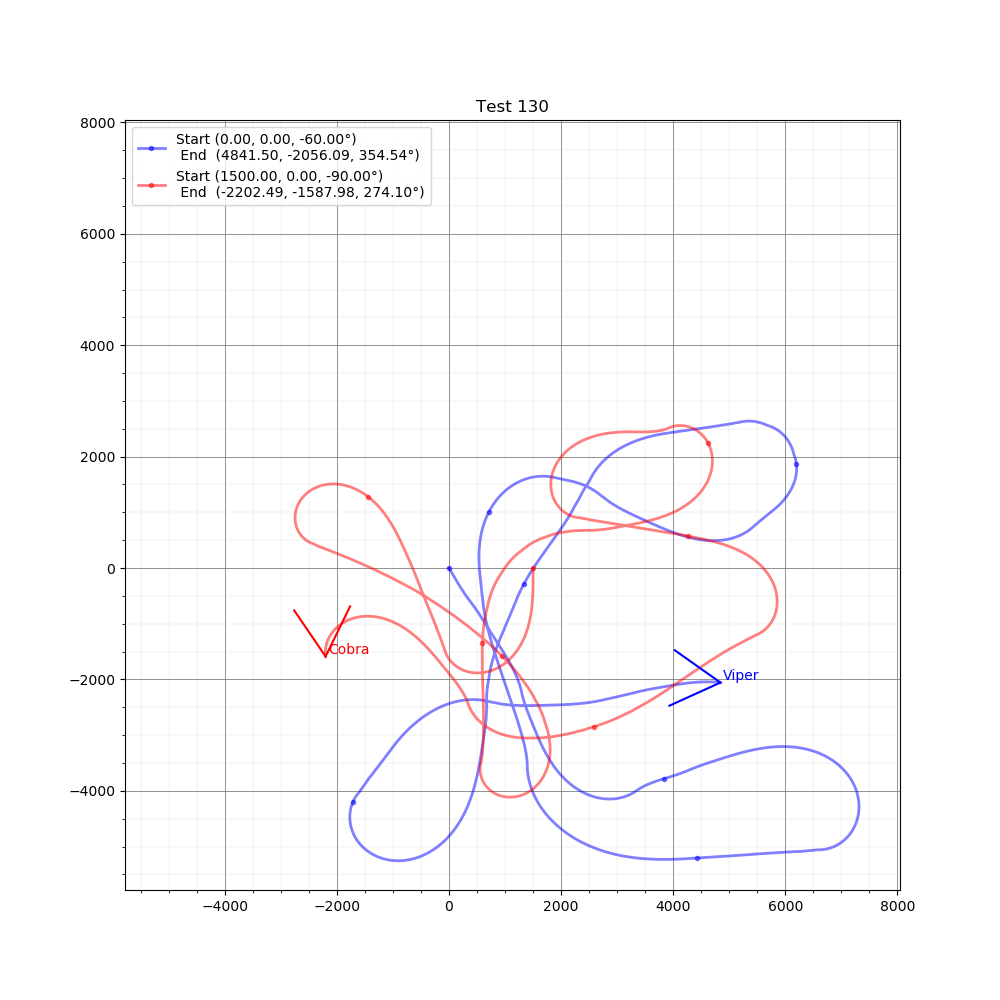 Test 130
Start (0.00, 0.00, -60.00°)
End (4841.50, -2056.09, 354.54°)
Start (1500.00, 0.00, -90.00°)
End (-2202.49, -1587.98, 274.10°)
8000
6000
4000
2000
0
−2000
−4000
Cobra
Viper
−4000 −2000 0 2000 4000 6000 8000